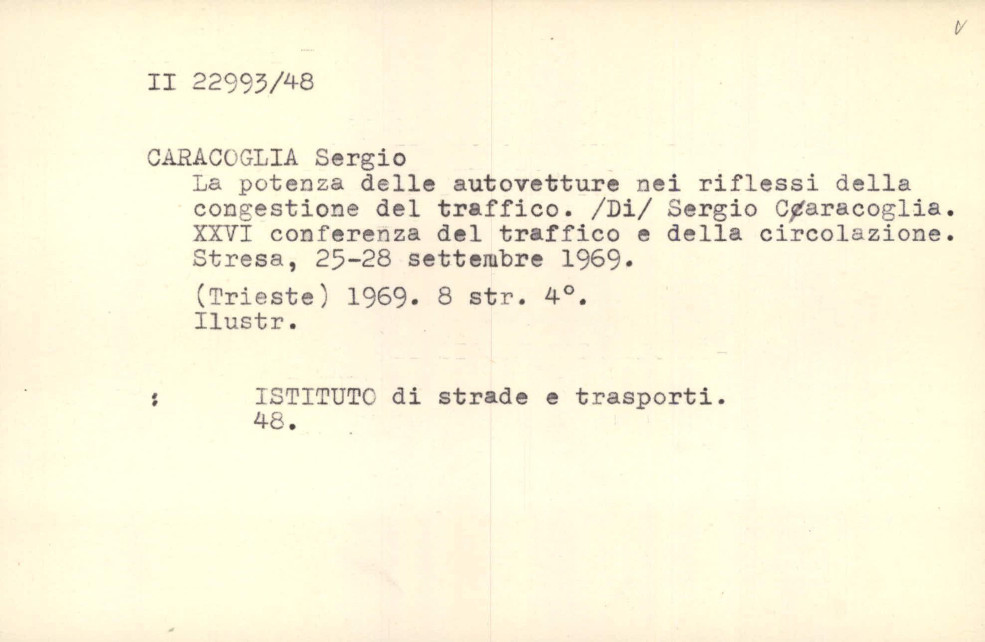 II 22993/48
CARACOGLIA Sergio
La potenza delle autovetture nei riflessi della
congestione del traffico. /Di/ Sergio Caracoglia.
XXVI conferenza del traffico e della circolazione.
Stresa, 25-28 settembre 1969.
(Trieste) 1969. 8 str. 4°.
Ilustr.
: ISTITUTO di strade e trasporti.
48.